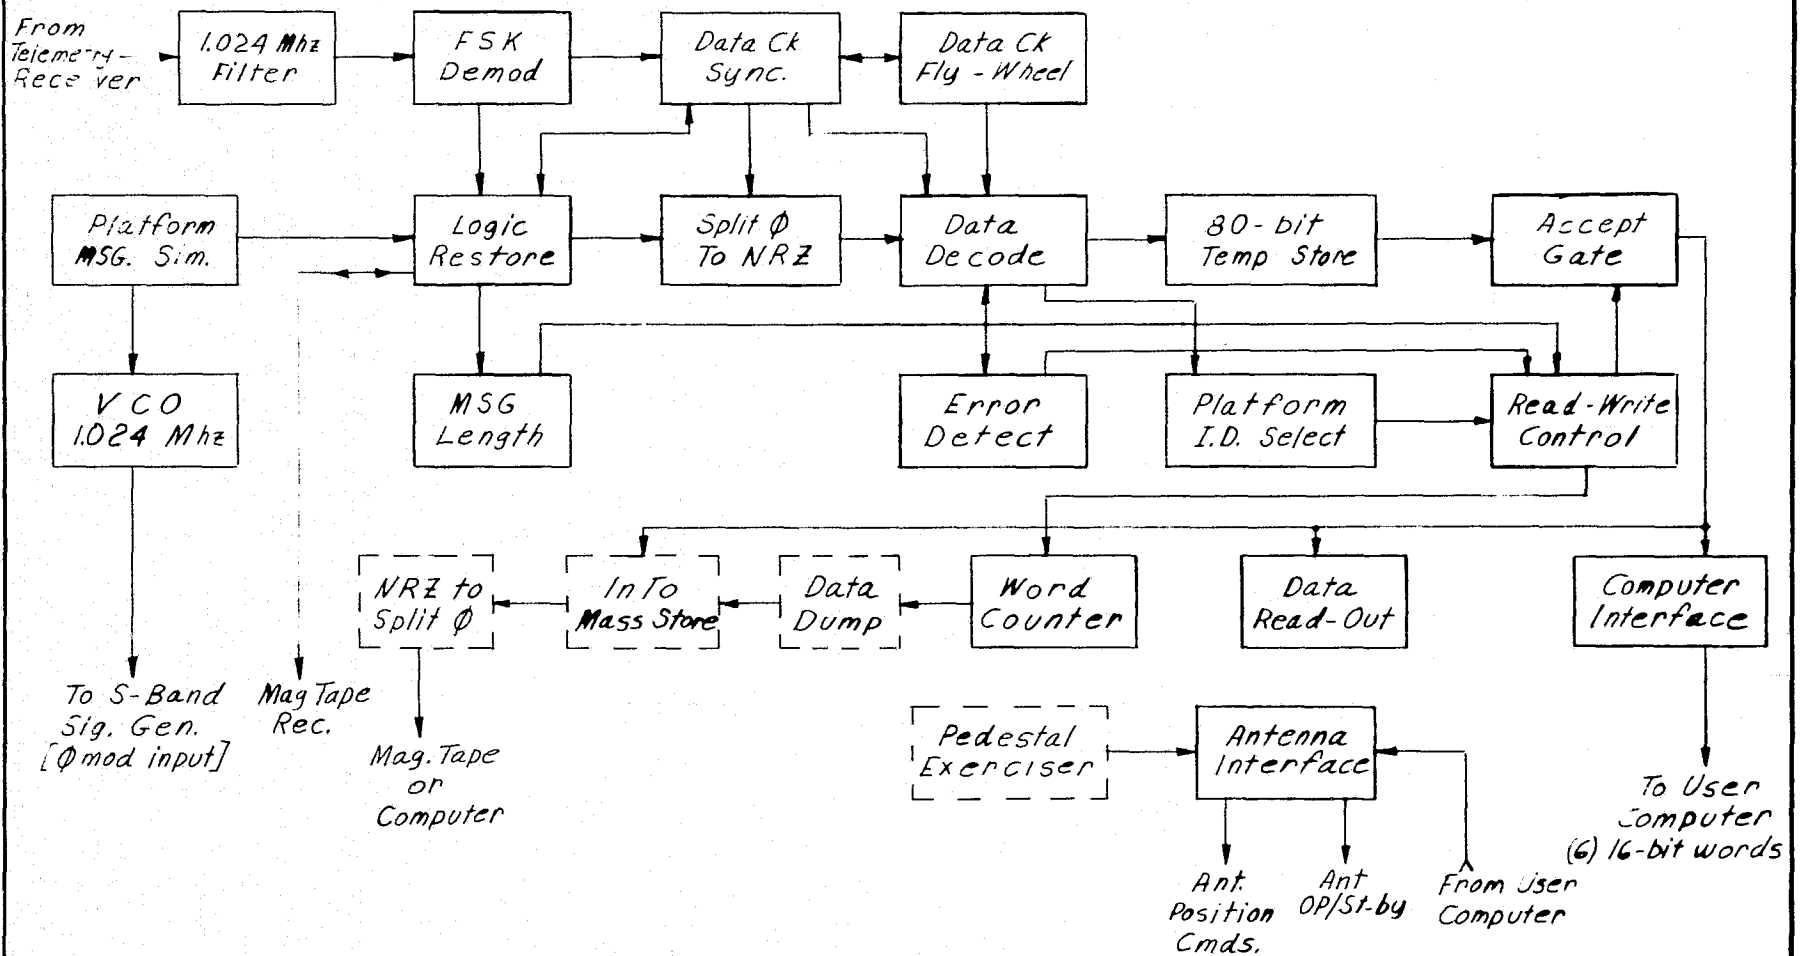 From
Telemetry-
Receiver
1.024 Mhz
Filter
FSK
Demod
Data Ck
Sync.
Data Ck
Fly-Wheel
Platform
MSG. Sim.
Logic
Restore
Split Ø
To NRZ
Data
Decode
80-bit
Temp Store
Accept
Gate
VCO
1.024 Mhz
MSG
Length
Error
Detect
Platform
I.D. Select
Read-Write
Control
NRZ to
Split Ø
In To
Mass Store
Data
Dump
Word
Counter
Data
Read-Out
Computer
Interface
To S-Band
Sig. Gen.
[Ømod input]
Mag Tape
Rec.
Mag. Tape
or
Computer
Pedestal
Exerciser
Antenna
Interface
To User
Computer
(6) 16-bit words
Ant.
Position
Cmds.
Ant
OP/St-by
From User
Computer